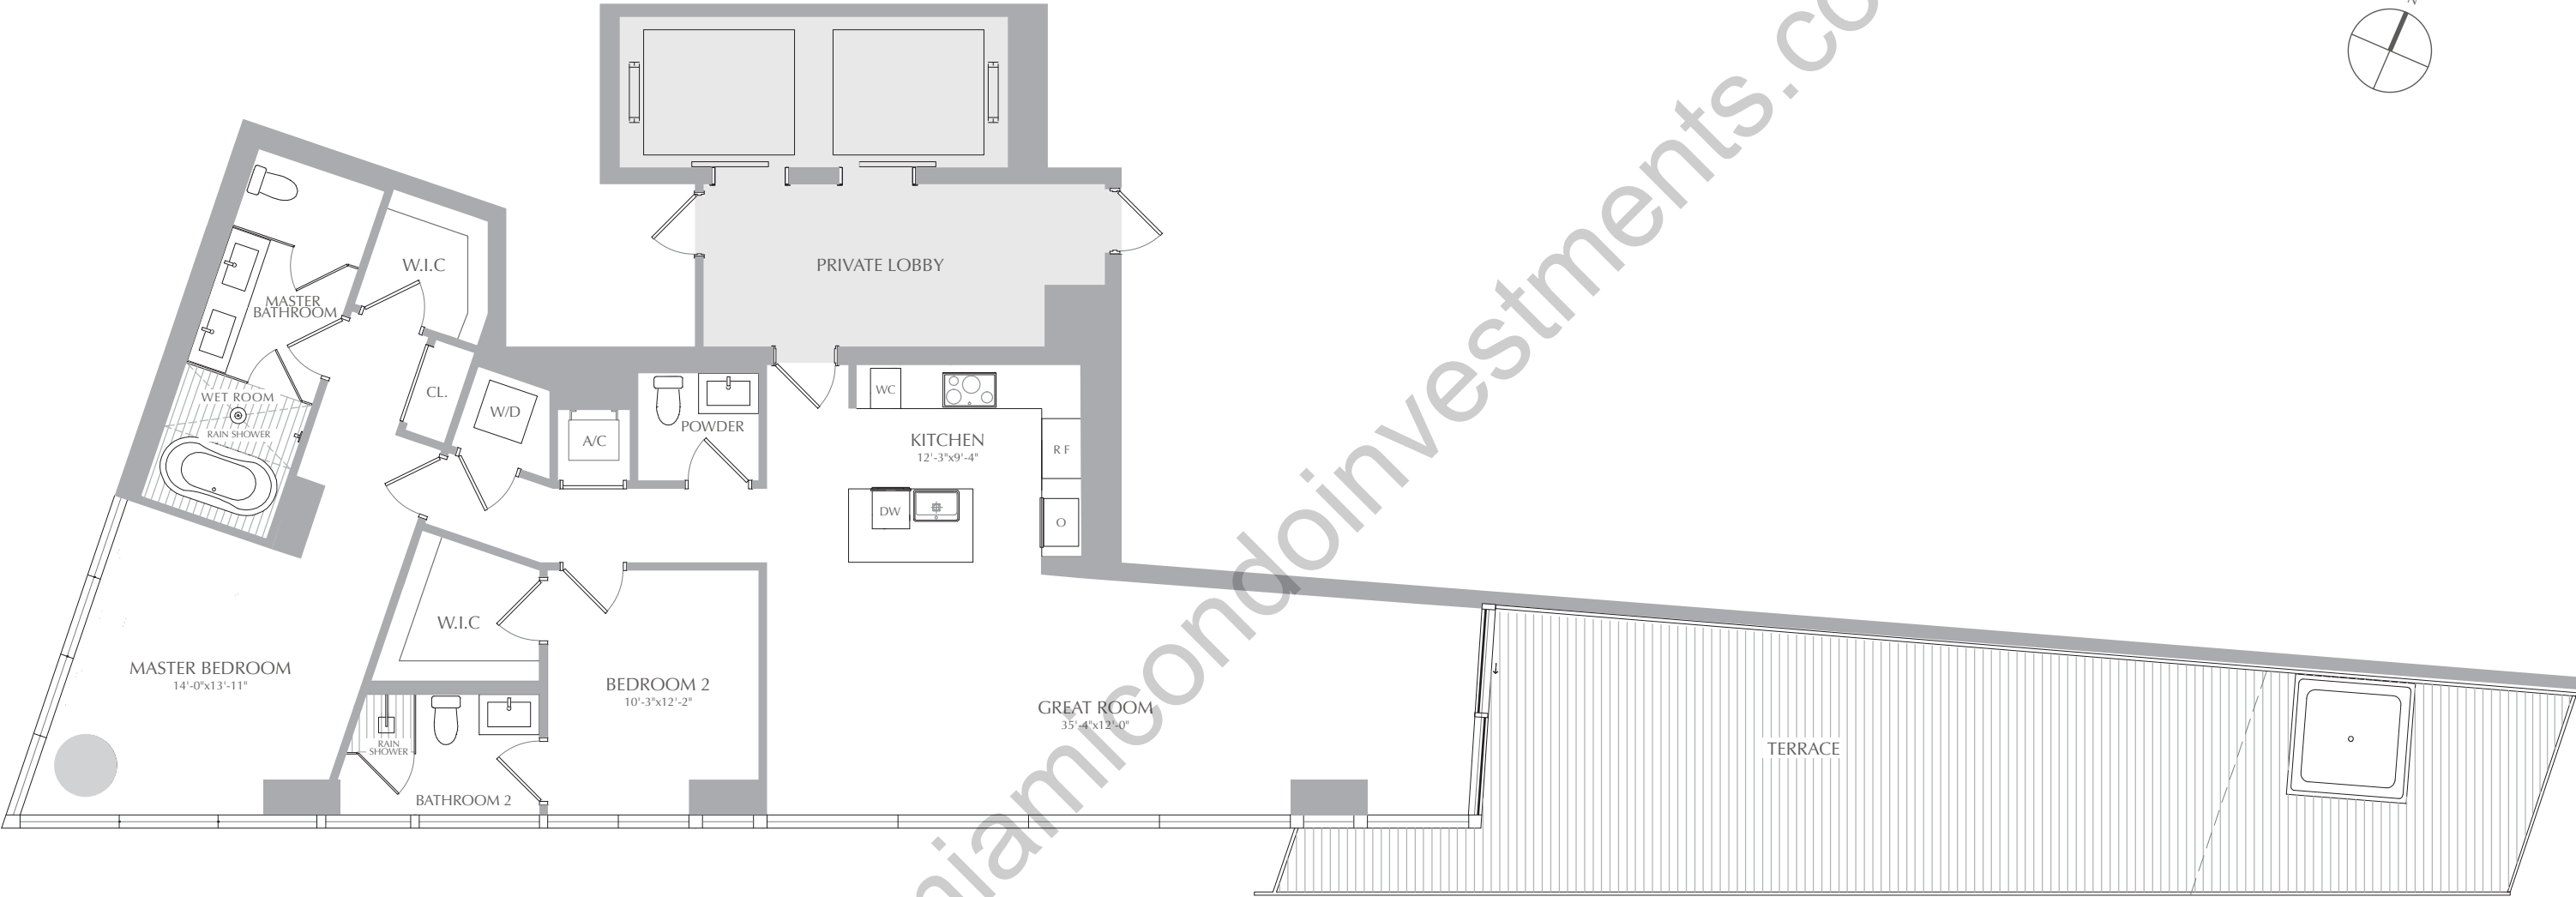 N
PRIVATE LOBBY
W.I.C
MASTER
BATHROOM
CL.
WET ROOM
RAIN SHOWER
W/D
A/C
POWDER
WC
KITCHEN
12'-3"x9'-4"
R F
DW
O
W.I.C
MASTER BEDROOM
14'-0"x13'-11"
BEDROOM 2
10'-3"x12'-2"
GREAT ROOM
35'-4"x12'-0"
RAIN
SHOWER
BATHROOM 2
TERRACE
miamicondoinvestments.co